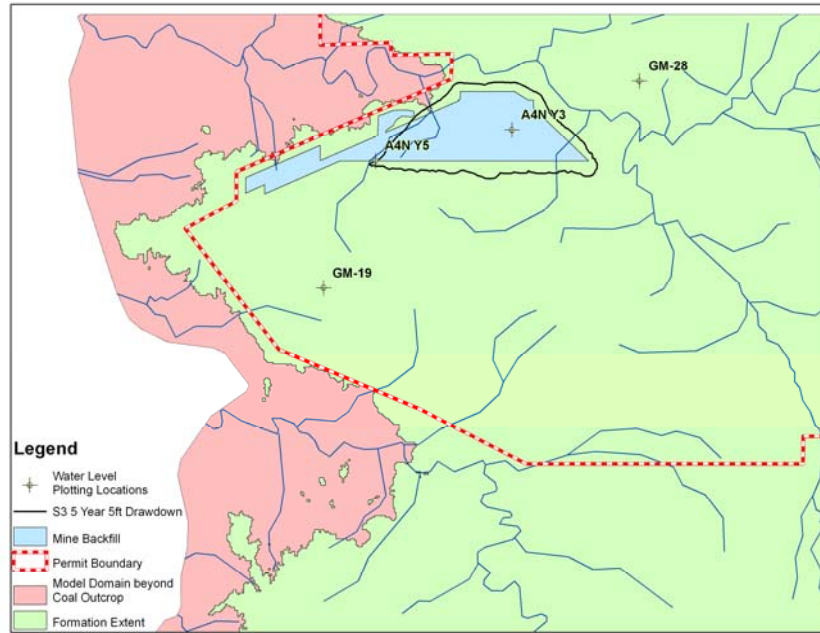 GM-28
A4N Y3
A4N Y5
GM-19
Legend
Water Level
Plotting Locations
S3 5 Year 5ft Drawdown
Mine Backfill
Permit Boundary
Model Domain beyond
Coal Outcrop
Formation Extent